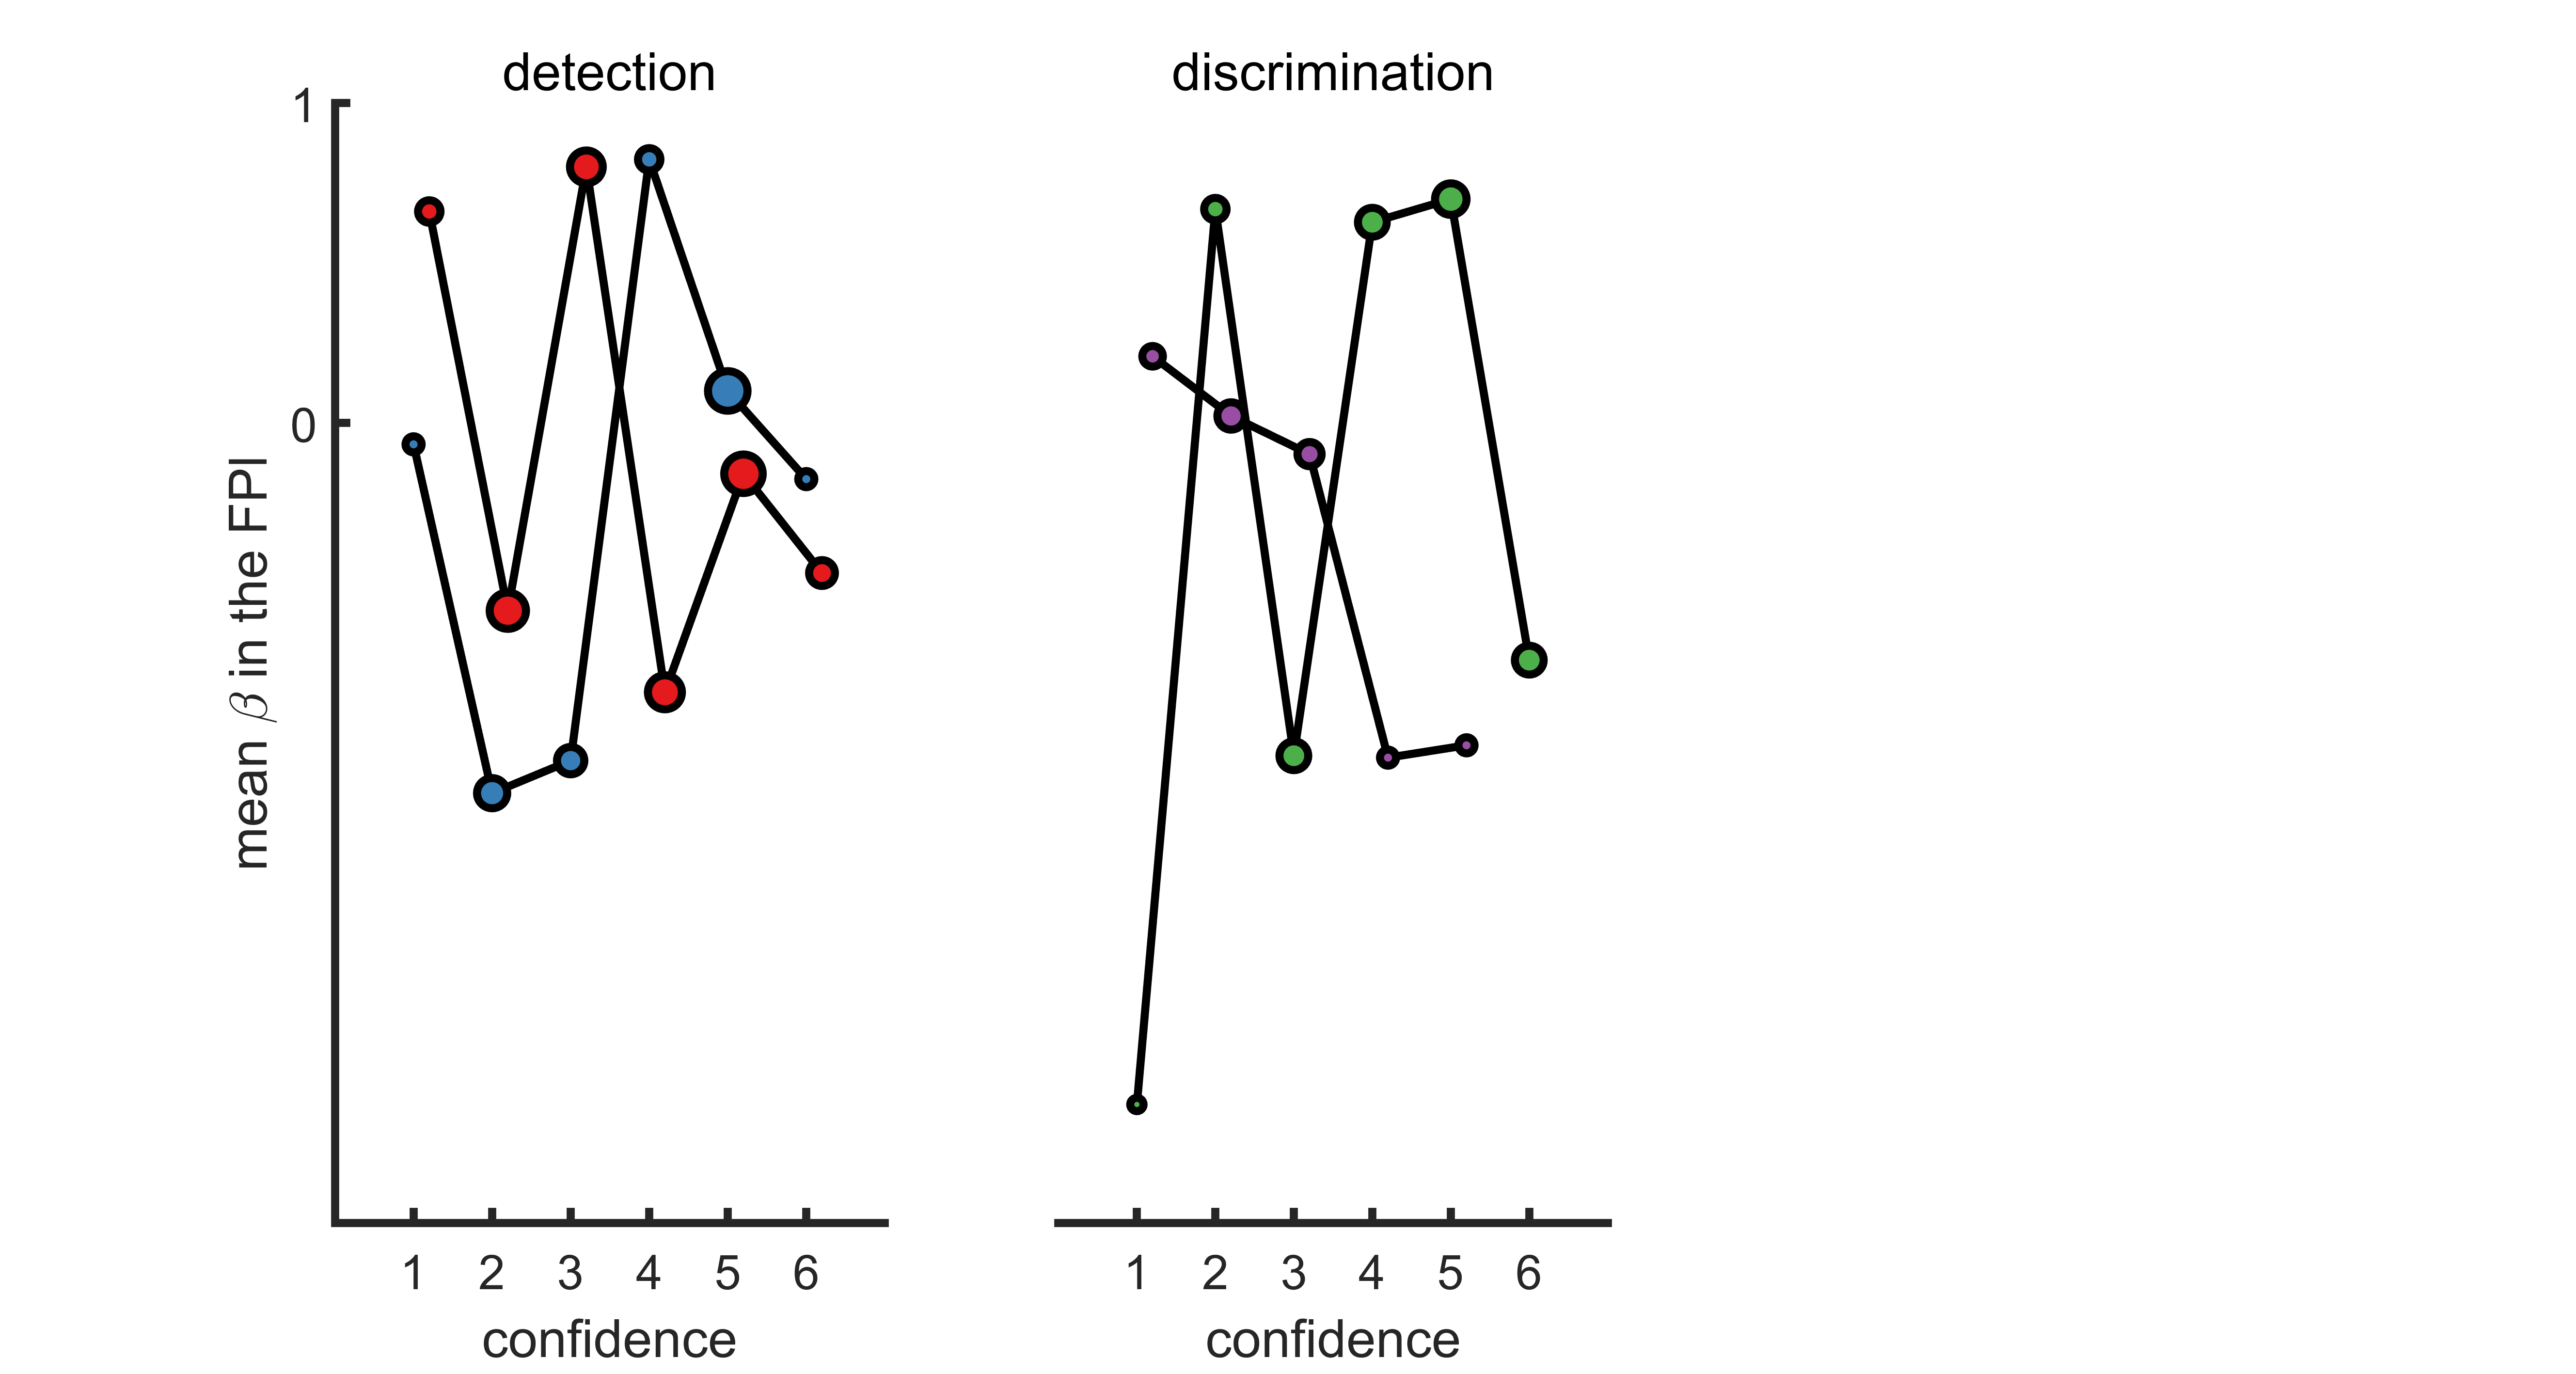 detection
discrimination
1
0
mean β in the FPl
1 2 3 4 5 6
1 2 3 4 5 6
confidence
confidence